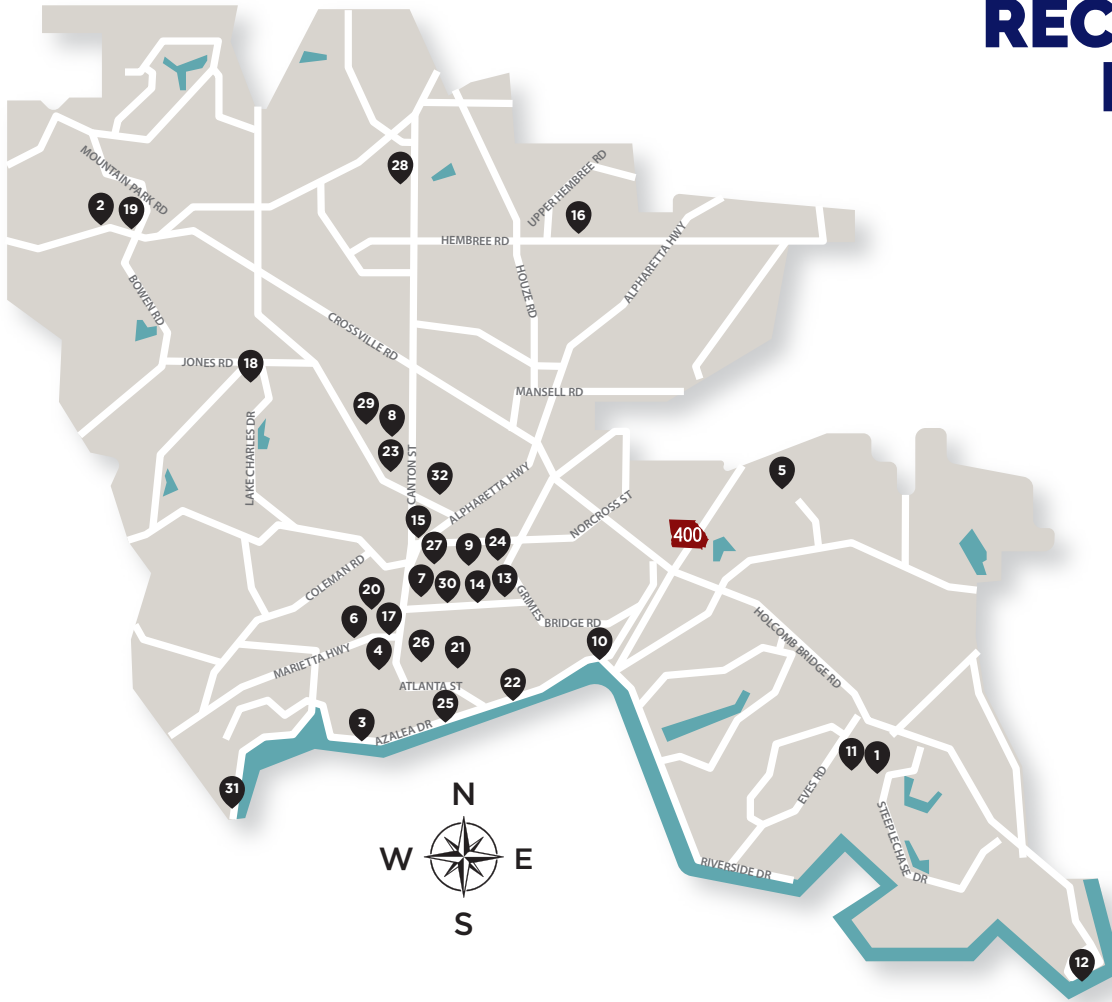 REC
28
MOUNTAIN PARK RD
2
19
UPPER HEMBREE RD
16
HEMBREE RD
ALPHARETTA HWY
HOUZE RD
BOWEN RD
CROSSVILLE RD
JONES RD
18
MANSELL RD
29
8
LAKE CHARLES DR
23
CANTON ST
32
5
ALPHARETTA HWY
15
NORCROSS ST
400
27
9
24
COLEMAN RD
7
30
14
13
GRIMES
BRIDGE RD
20
6
17
10
HOLCOMB BRIDGE RD
MARIETTA HWY
4
26
21
ATLANTA ST
22
25
3
AZALEA DR
11
1
EVES RD
31
STEEPLECHASE DR
RIVERSIDE DR
N
W
E
S
12